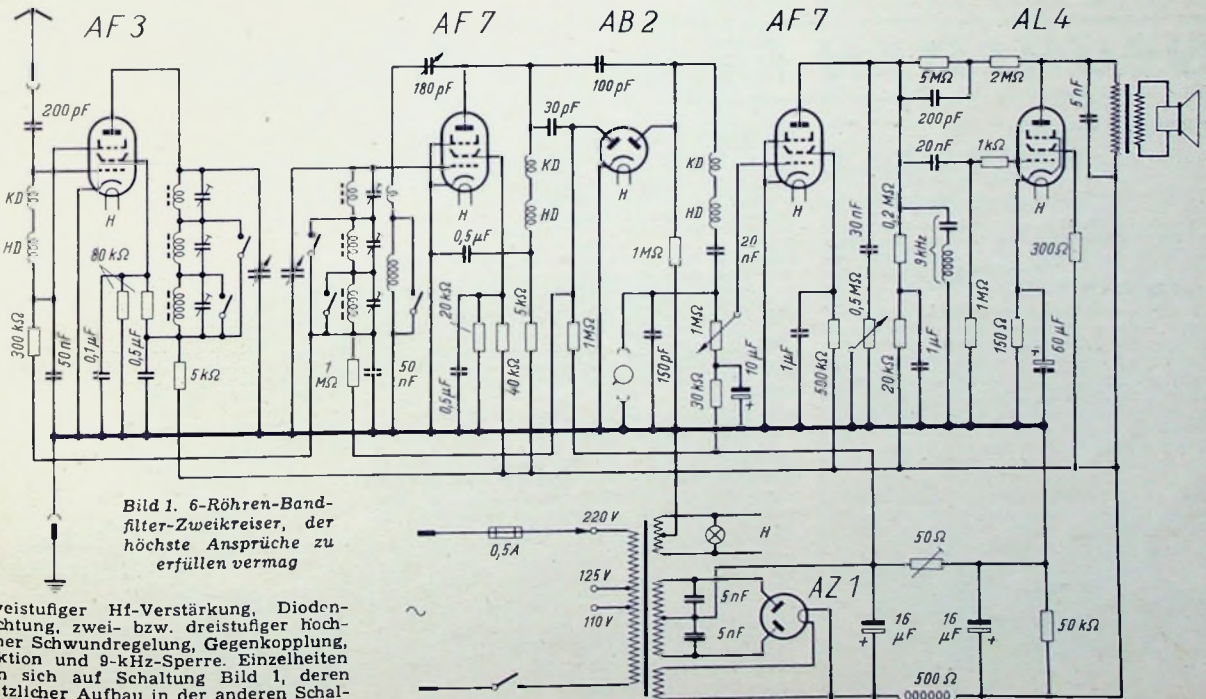 AF 3
AF 7
AB 2
AF 7
AL 4
200 pF
180 pF
30 pF
100 pF
5 MΩ
2 MΩ
200 pF
20 nF
1 kΩ
5 nF
KD
HD
H
80 kΩ
300 kΩ
50 nF
0,1 µF
0,5 µF
5 kΩ
1 MΩ
50 nF
H
0,5 µF
0,5 µF
20 kΩ
40 kΩ
5 kΩ
KD
HD
H
1 MΩ
1 MΩ
150 pF
KD
HD
20 nF
1 MΩ
30 kΩ
10 µF
+
H
1 µF
500 kΩ
30 nF
0,5 MΩ
0,2 MΩ
20 kΩ
9 kHz
1 µF
1 MΩ
H
150 Ω
300 Ω
+
60 µF
Bild 1. 6-Röhren-Band-
filter-Zweikreiser, der
höchste Ansprüche zu
erfüllen vermag
0,5 A
220 V
125 V
110 V
~
H
5 nF
5 nF
AZ 1
50 Ω
16 µF
+
16 µF
+
50 kΩ
500 Ω
weistufiger Hf-Verstärkung, Dioden-
chtung, zwei- bzw. dreistufiger hoch-
ner Schwundregelung, Gegenkopplung,
ktion und 9-kHz-Sperre. Einzelheiten
n sich auf Schaltung Bild 1, deren
tzlicher Aufbau in der anderen Schal-